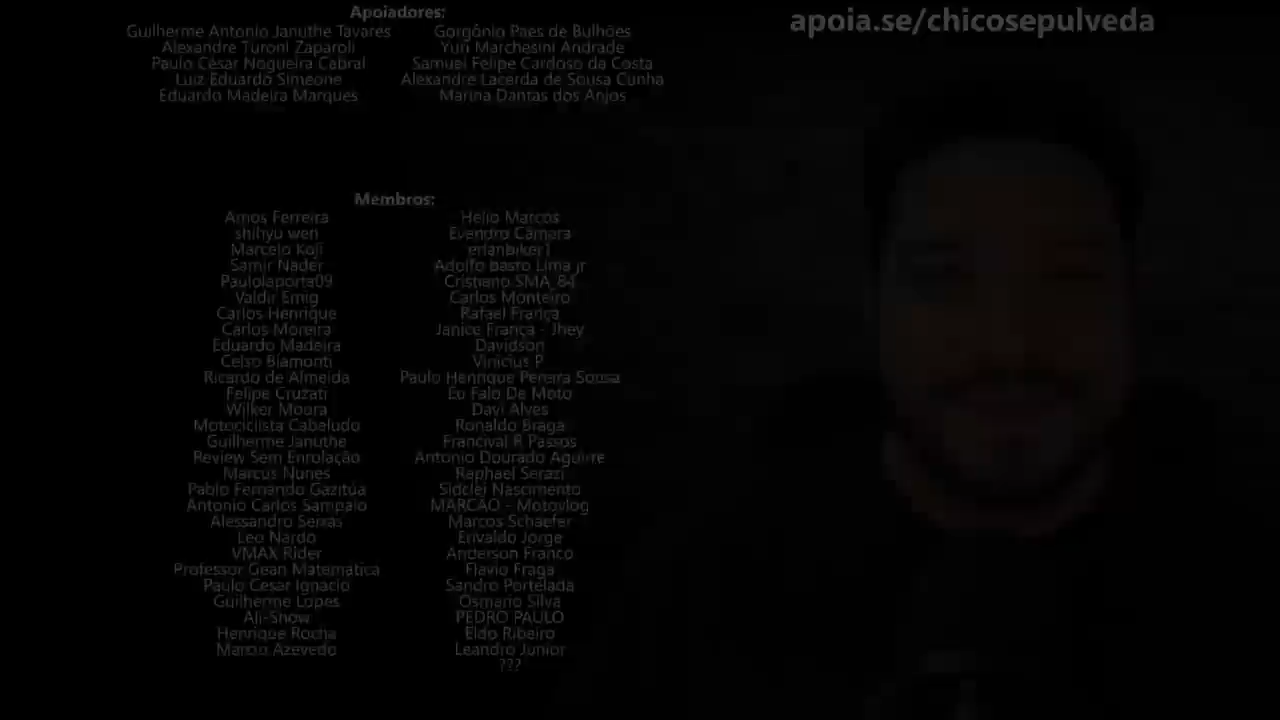 Apoiadores:
apoia.se/chicosepulveda
Guilherme Antonio Januthe Tavares Gorgônio Paes de Bulhões
Alexandre Turoni Zaparoli Yuri Marchesini Andrade
Paulo César Nogueira Cabral Samuel Felipe Cardoso da Costa
Luiz Eduardo Simeone Alexandre Lacerda de Sousa Cunha
Eduardo Madeira Marques Marina Dantas dos Anjos
Membros:
Amos Ferreira Helio Marcos
shihyu wen Evandro Câmara
Marcelo Koji erlanbiker1
Samir Nader Adolfo basto Lima jr
Paulolaporta09 Cristiano SMA_84
Valdir Emig Carlos Monteiro
Carlos Henrique Rafael França
Carlos Moreira Janice França - Jhey
Eduardo Madeira Davidson
Celso Biamonti Vinicius P
Ricardo de Almeida Paulo Henrique Pereira Sousa
Felipe Cruzati Eo Falo De Moto
Wilker Moura Davi Alves
Motociclista Cabeludo Ronaldo Braga
Guilherme Januthe Francival R Passos
Review Sem Enrolação Antonio Dourado Aguirre
Marcus Nunes Raphael Serazi
Pablo Fernando Gazitúa Sidclei Nascimento
Antonio Carlos Sampaio MARCÃO - Motovlog
Alessandro Seixas Marcos Schaefer
Leo Nardo Erivaldo Jorge
VMAX Rider Anderson Franco
Professor Gean Matematica Flavio Fraga
Paulo Cesar Ignacio Sandro Portelada
Guilherme Lopes Osmano Silva
Ali-Show PEDRO PAULO
Henrique Rocha Eldo Ribeiro
Marcio Azevedo Leandro Junior
???